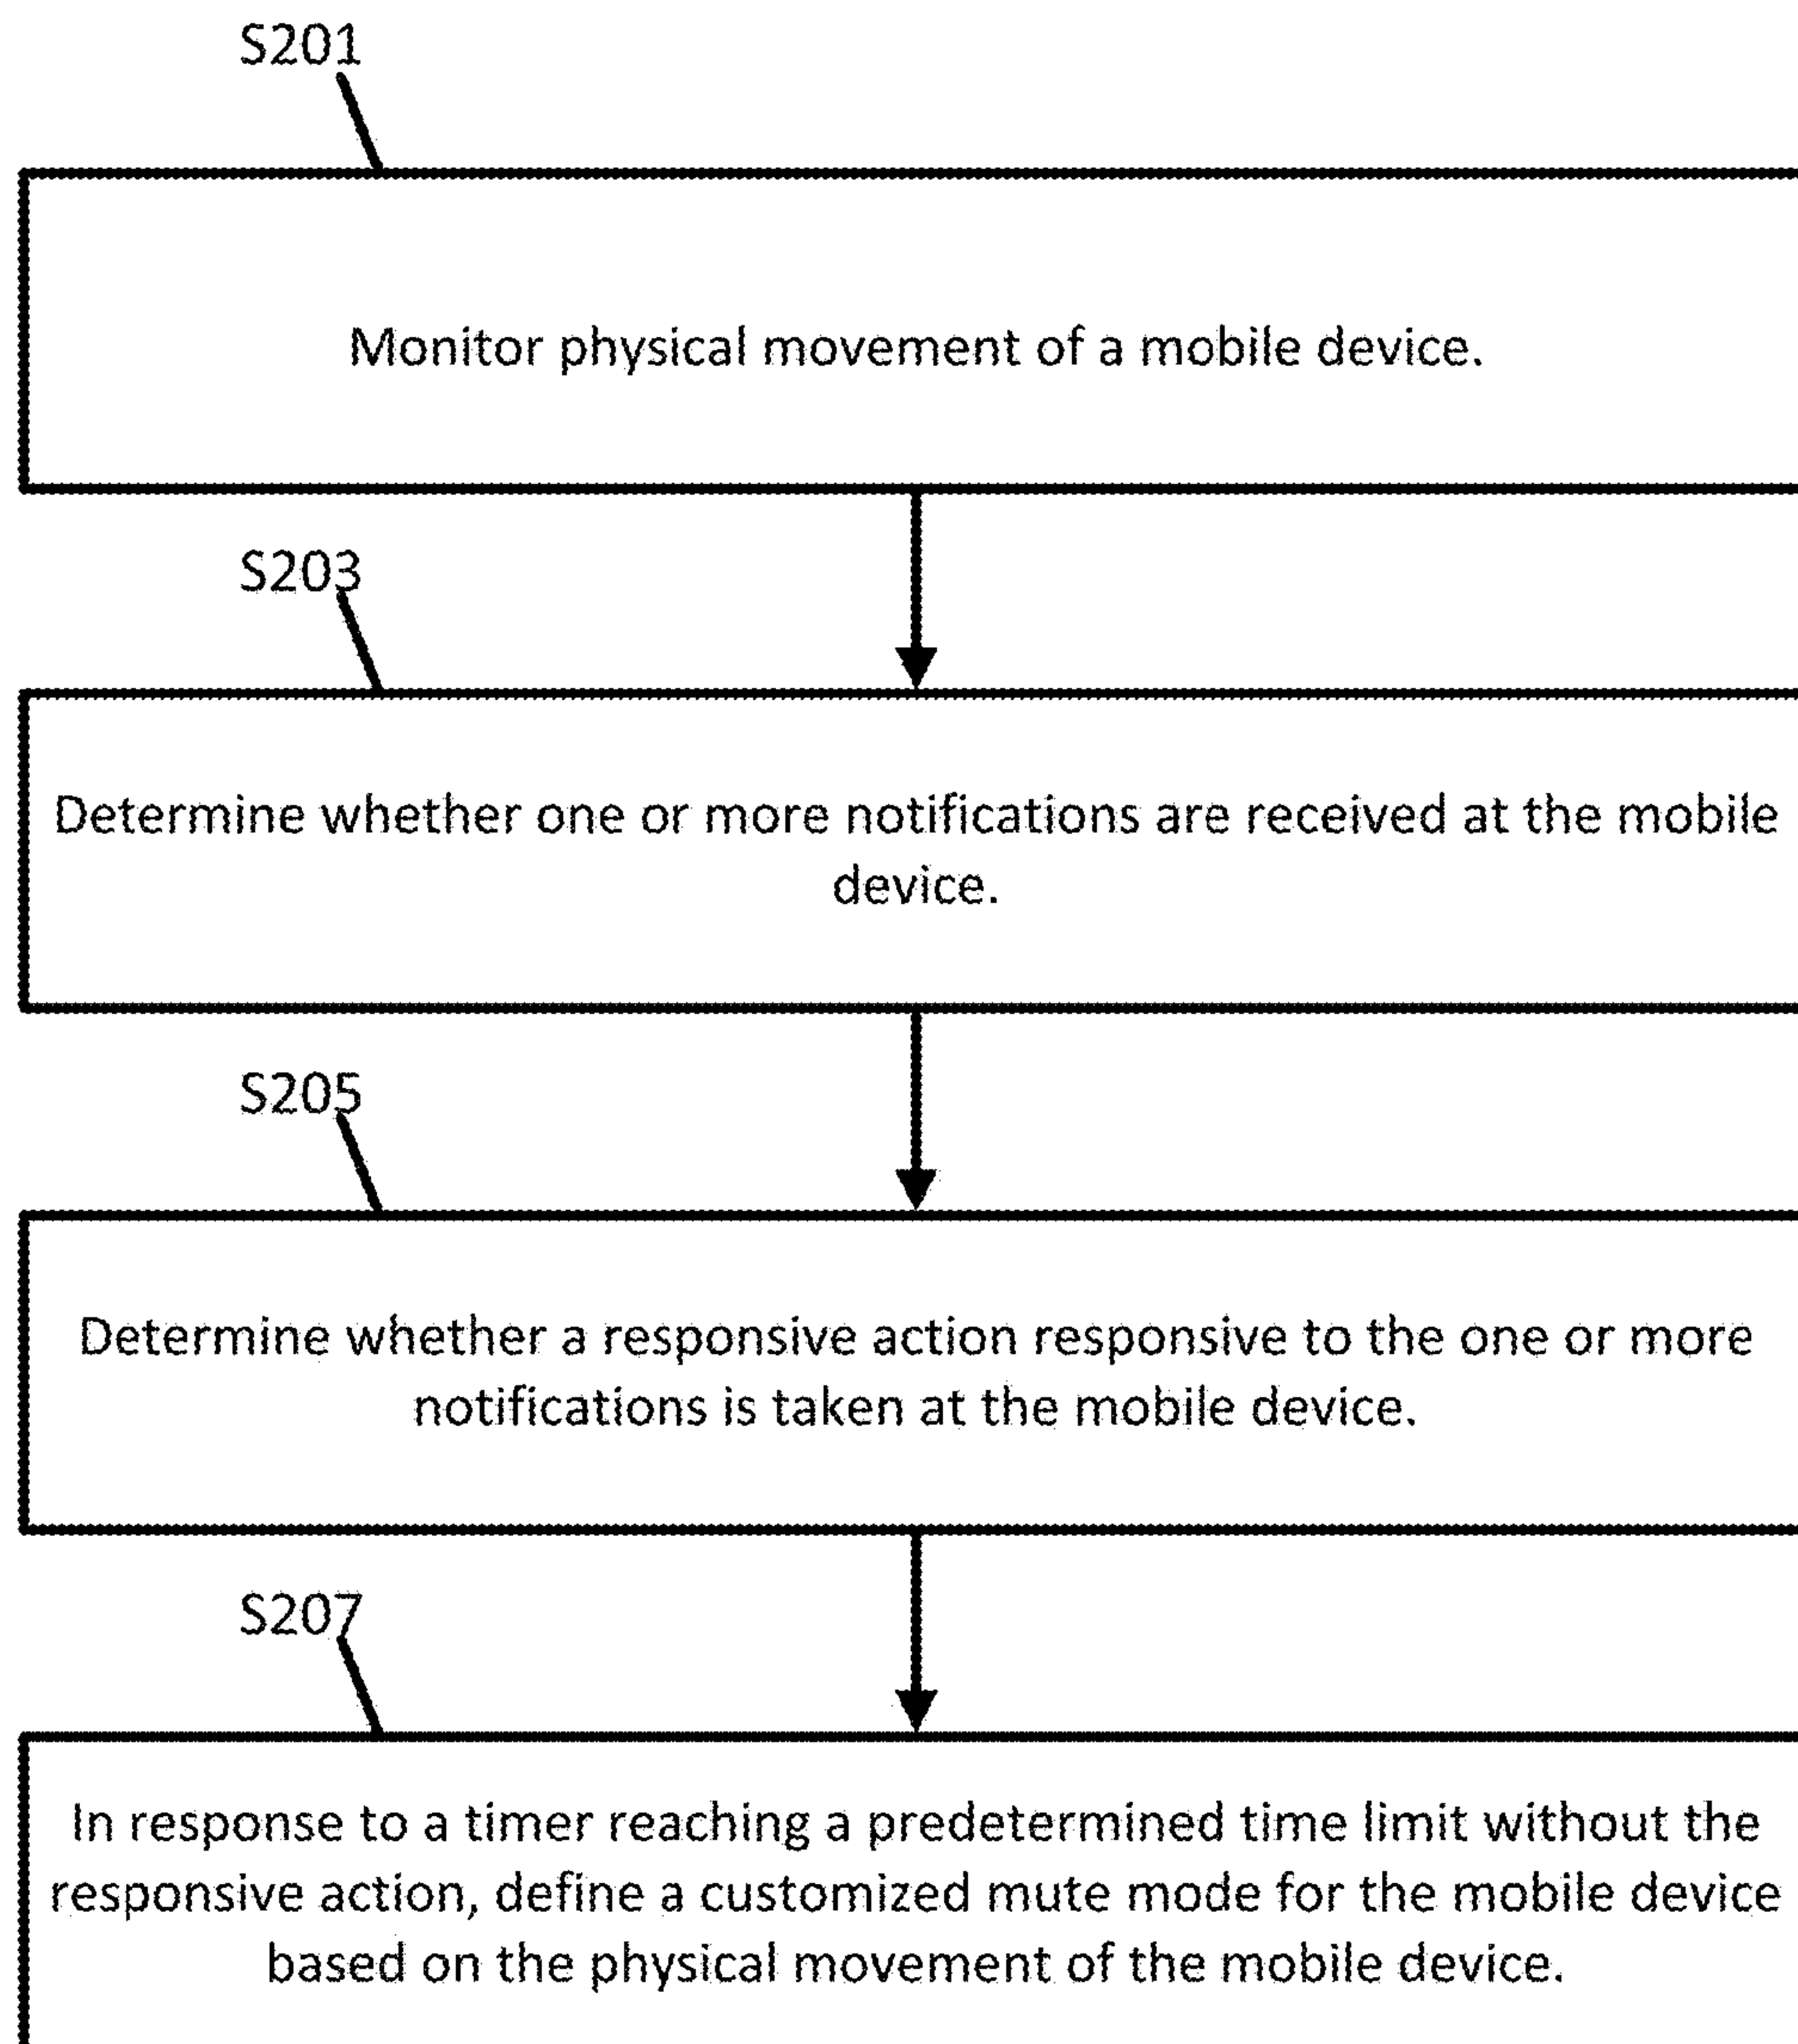 S201
Monitor physical movement of a mobile device.
S203
Determine whether one or more notifications are received at the mobile
device.
S205
Determine whether a responsive action responsive to the one or more
notifications is taken at the mobile device.
S207
In response to a timer reaching a predetermined time limit without the
responsive action, define a customized mute mode for the mobile device
based on the physical movement of the mobile device.